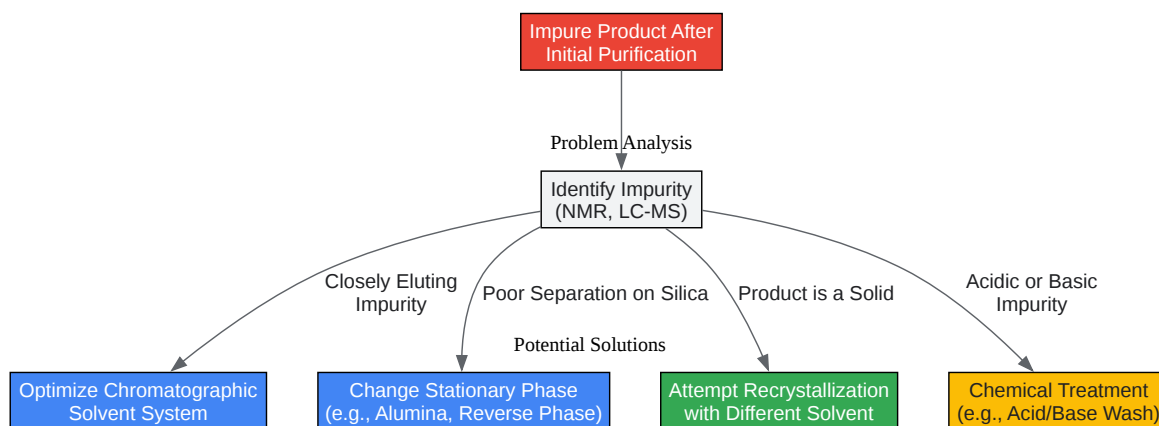 Impure Product After
Initial Purification
Problem Analysis
Identify Impurity
(NMR, LC-MS)
Closely Eluting
Impurity
Poor Separation on Silica
Product is a Solid
Acidic or Basic
Impurity
Potential Solutions
Optimize Chromatographic
Solvent System
Change Stationary Phase
(e.g., Alumina, Reverse Phase)
Attempt Recrystallization
with Different Solvent
Chemical Treatment
(e.g., Acid/Base Wash)